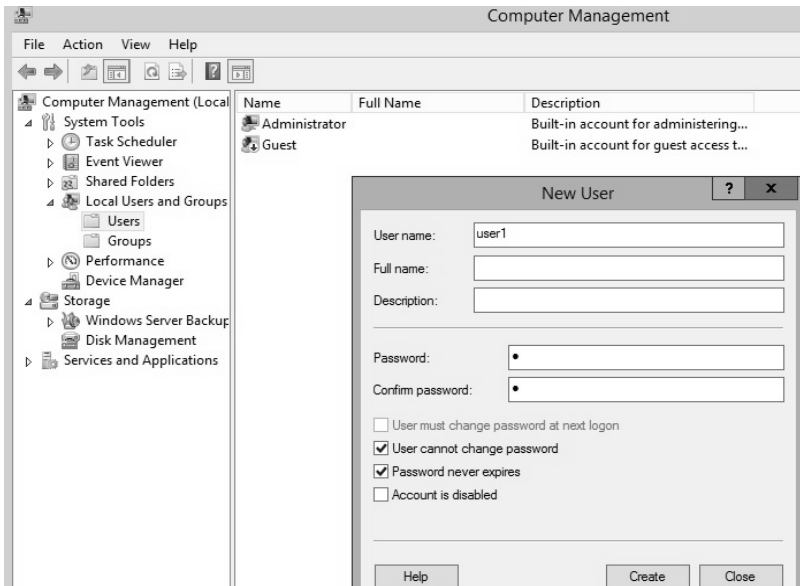 Computer Management
File Action View Help
Computer Management (Local
System Tools
Task Scheduler
Event Viewer
Shared Folders
Local Users and Groups
Users
Groups
Performance
Device Manager
Storage
Windows Server Backup
Disk Management
Services and Applications
Name Full Name Description
Administrator Built-in account for administering...
Guest Built-in account for guest access t...
New User
User name: user1
Full name:
Description:
Password:
Confirm password:
User must change password at next logon
User cannot change password
Password never expires
Account is disabled
Help Create Close